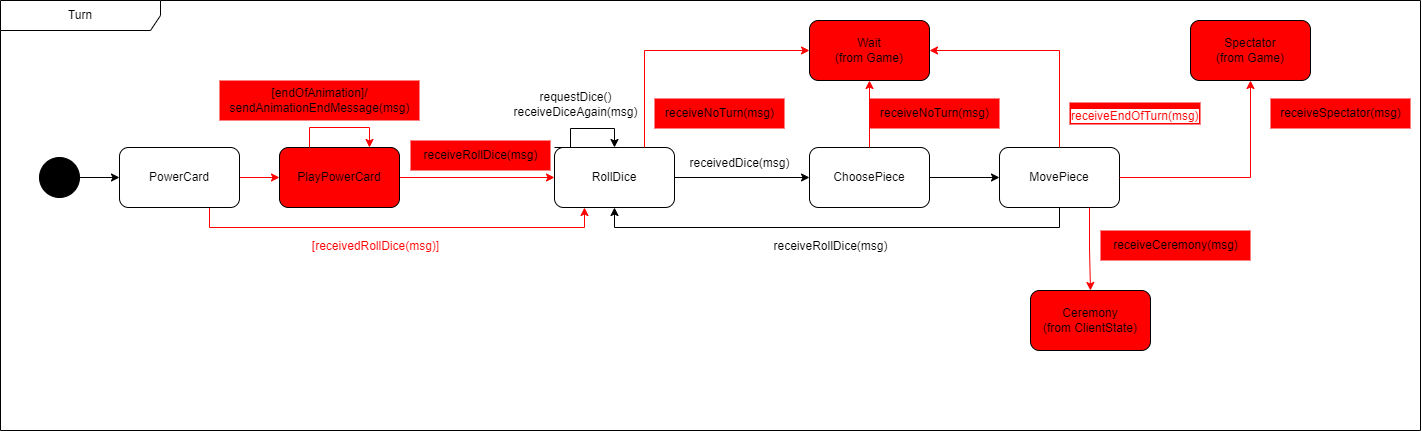 Turn
Wait
(from Game)
Spectator
(from Game)
[endOfAnimation]/
sendAnimationEndMessage(msg)
requestDice()
receiveDiceAgain(msg)
receiveNoTurn(msg)
receiveNoTurn(msg)
receiveEndOfTurn(msg)
receiveSpectator(msg)
receiveRollDice(msg)
receivedDice(msg)
PowerCard
PlayPowerCard
RollDice
ChoosePiece
MovePiece
[receivedRollDice(msg)]
receiveRollDice(msg)
receiveCeremony(msg)
Ceremony
(from ClientState)